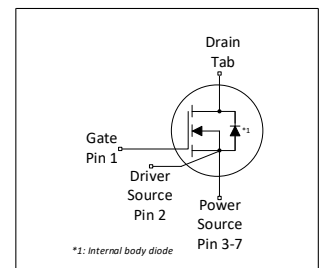 Drain
Tab
*1
Gate
Pin 1
Driver
Source
Pin 2
Power
Source
Pin 3-7
*1: Internal body diode